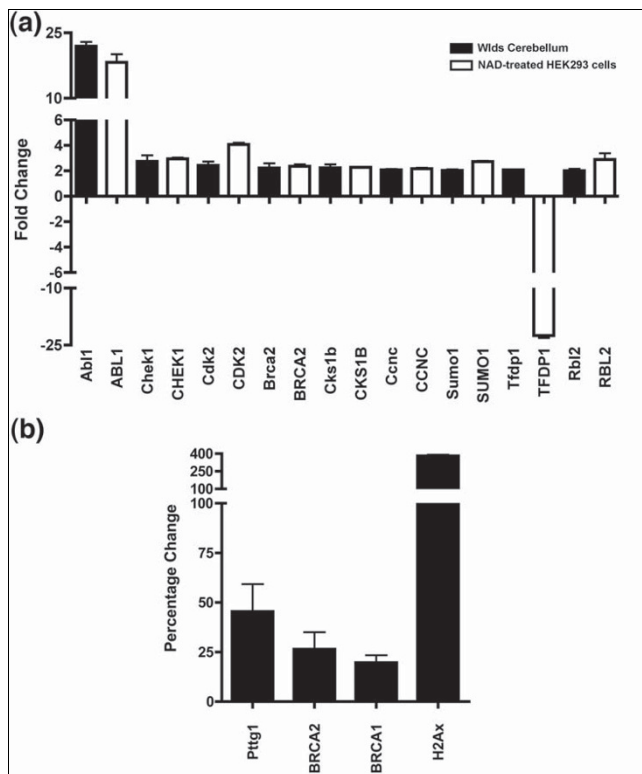 (a)
25
10
6
4
2
0
-2
-4
-6
-10
-25
Fold Change
Wlds Cerebellum
NAD-treated HEK293 cells
Abl1
ABL1
Chek1
CHEK1
Cdk2
CDK2
Brca2
BRCA2
Cks1b
CKS1B
Ccnc
CCNC
Sumo1
SUMO1
Tfdp1
TFDP1
Rbl2
RBL2
(b)
400
250
100
100
75
50
25
0
Percentage Change
Pttg1
BRCA2
BRCA1
H2Ax